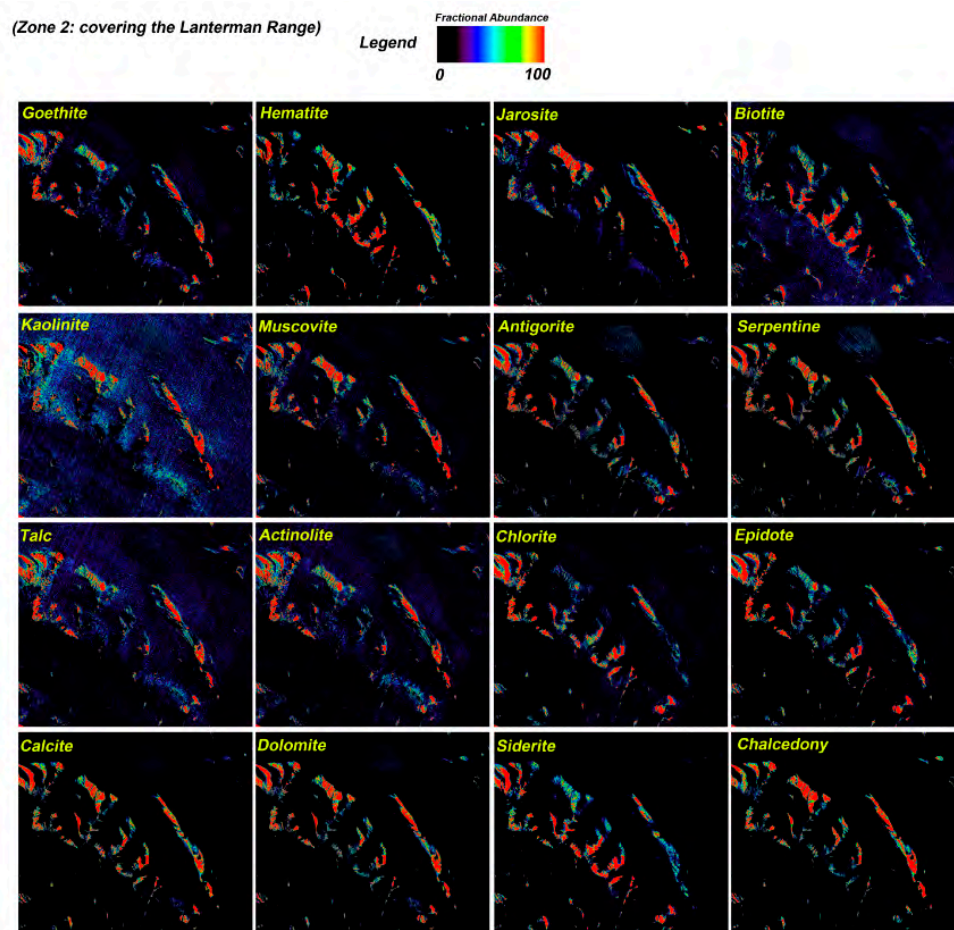 Fractional Abundance
(Zone 2: covering the Lanterman Range)
Legend
0 100
Goethite Hematite Jarosite Biotite
Kaolinite Muscovite Antigorite Serpentine
Talc Actinolite Chlorite Epidote
Calcite Dolomite Siderite Chalcedony